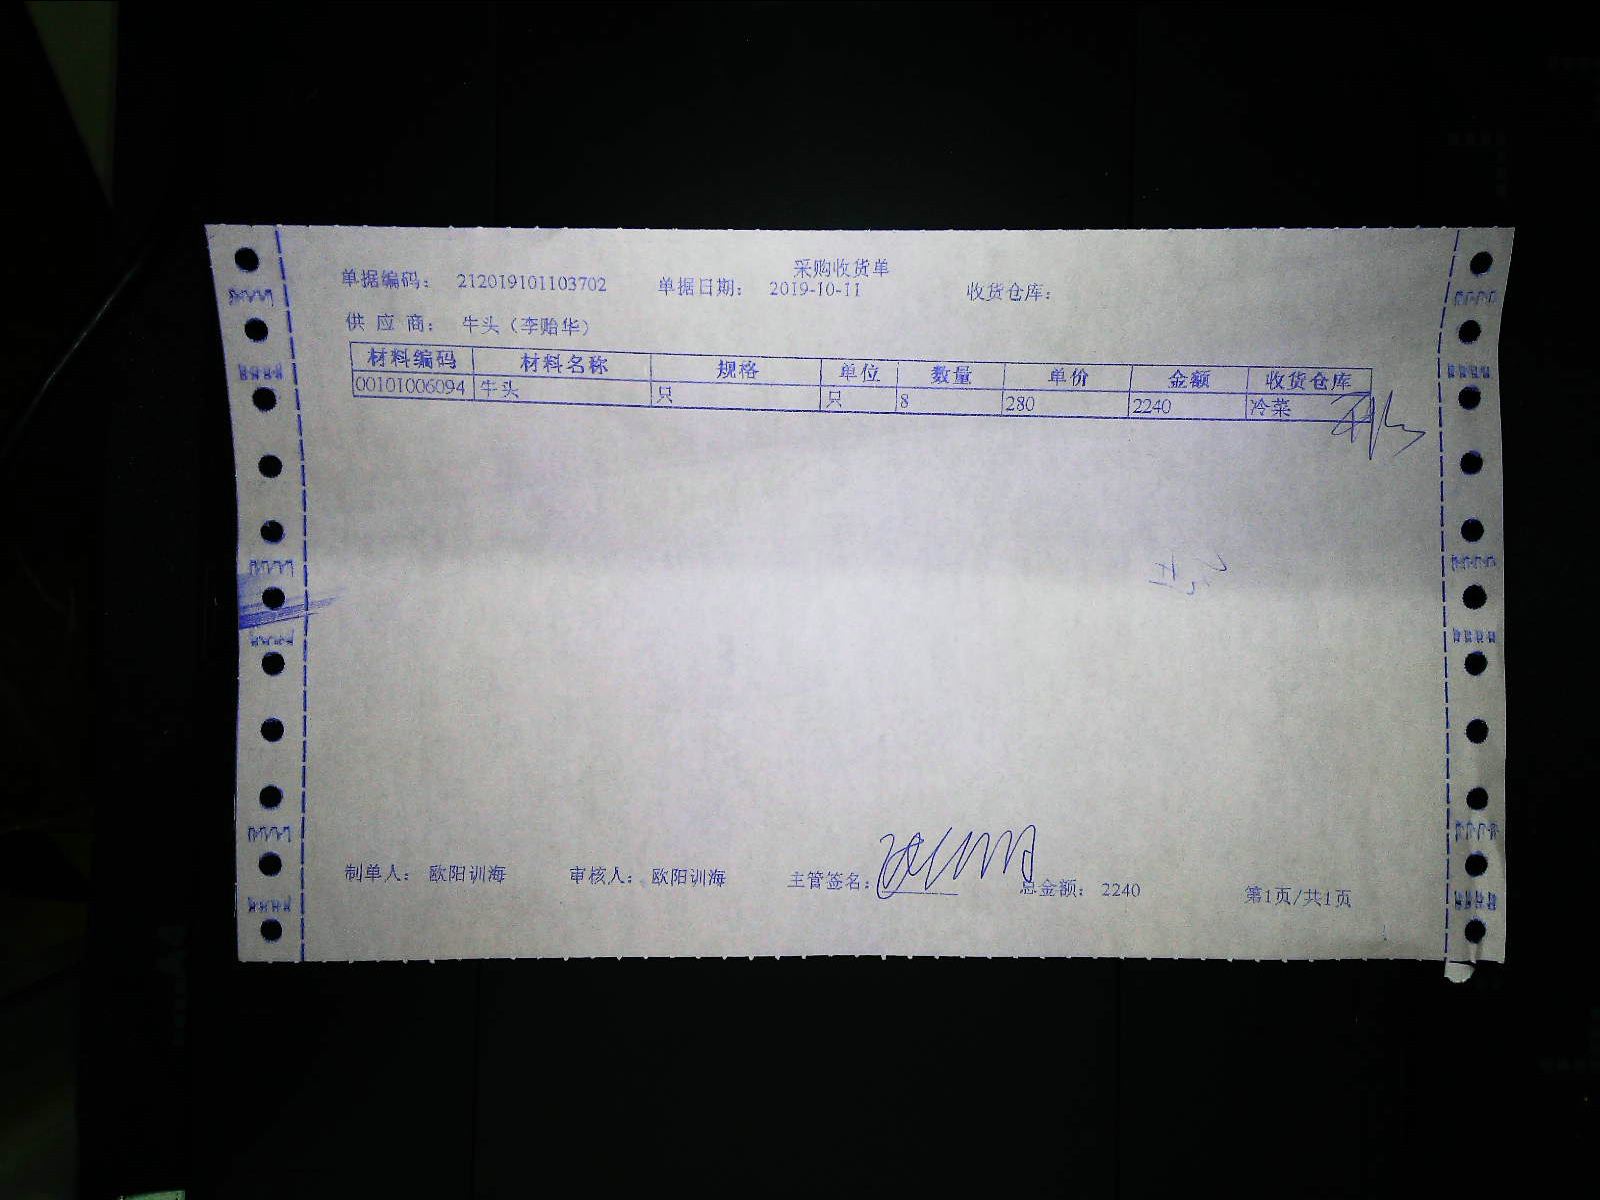 采购收货单
单据编码： 212019101103702 单据日期： 2019-10-11 收货仓库：
供 应 商： 牛头（李贻华）
材料编码 材料名称 规格 单位 数量 单价 金额 收货仓库
00101006094 牛头 只 只 8 280 2240 冷菜
制单人： 欧阳训海 审核人： 欧阳训海 主管签名： 总金额： 2240 第1页/共1页